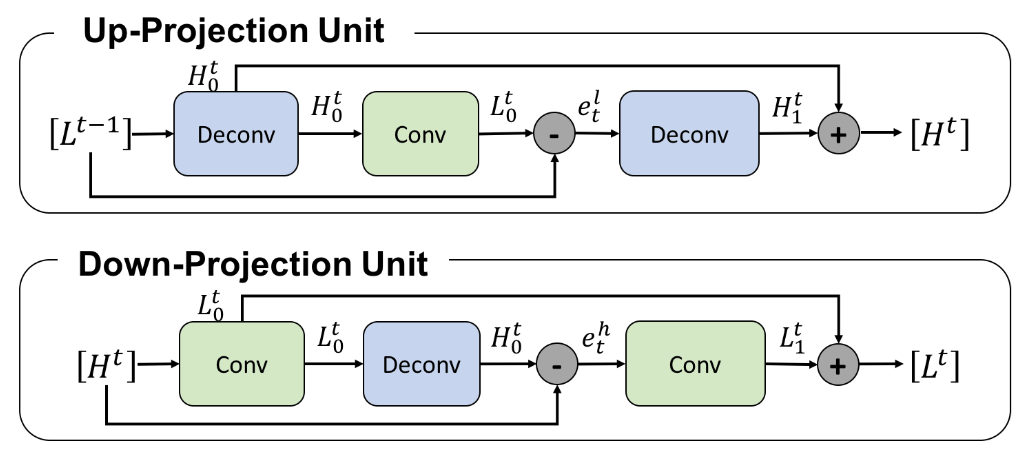 Up-Projection Unit
H_0^t
[L^{t-1}] Deconv H_0^t Conv L_0^t - e_t^l Deconv H_1^t + [H^t]
Down-Projection Unit
L_0^t
[H^t] Conv L_0^t Deconv H_0^t - e_t^h Conv L_1^t + [L^t]